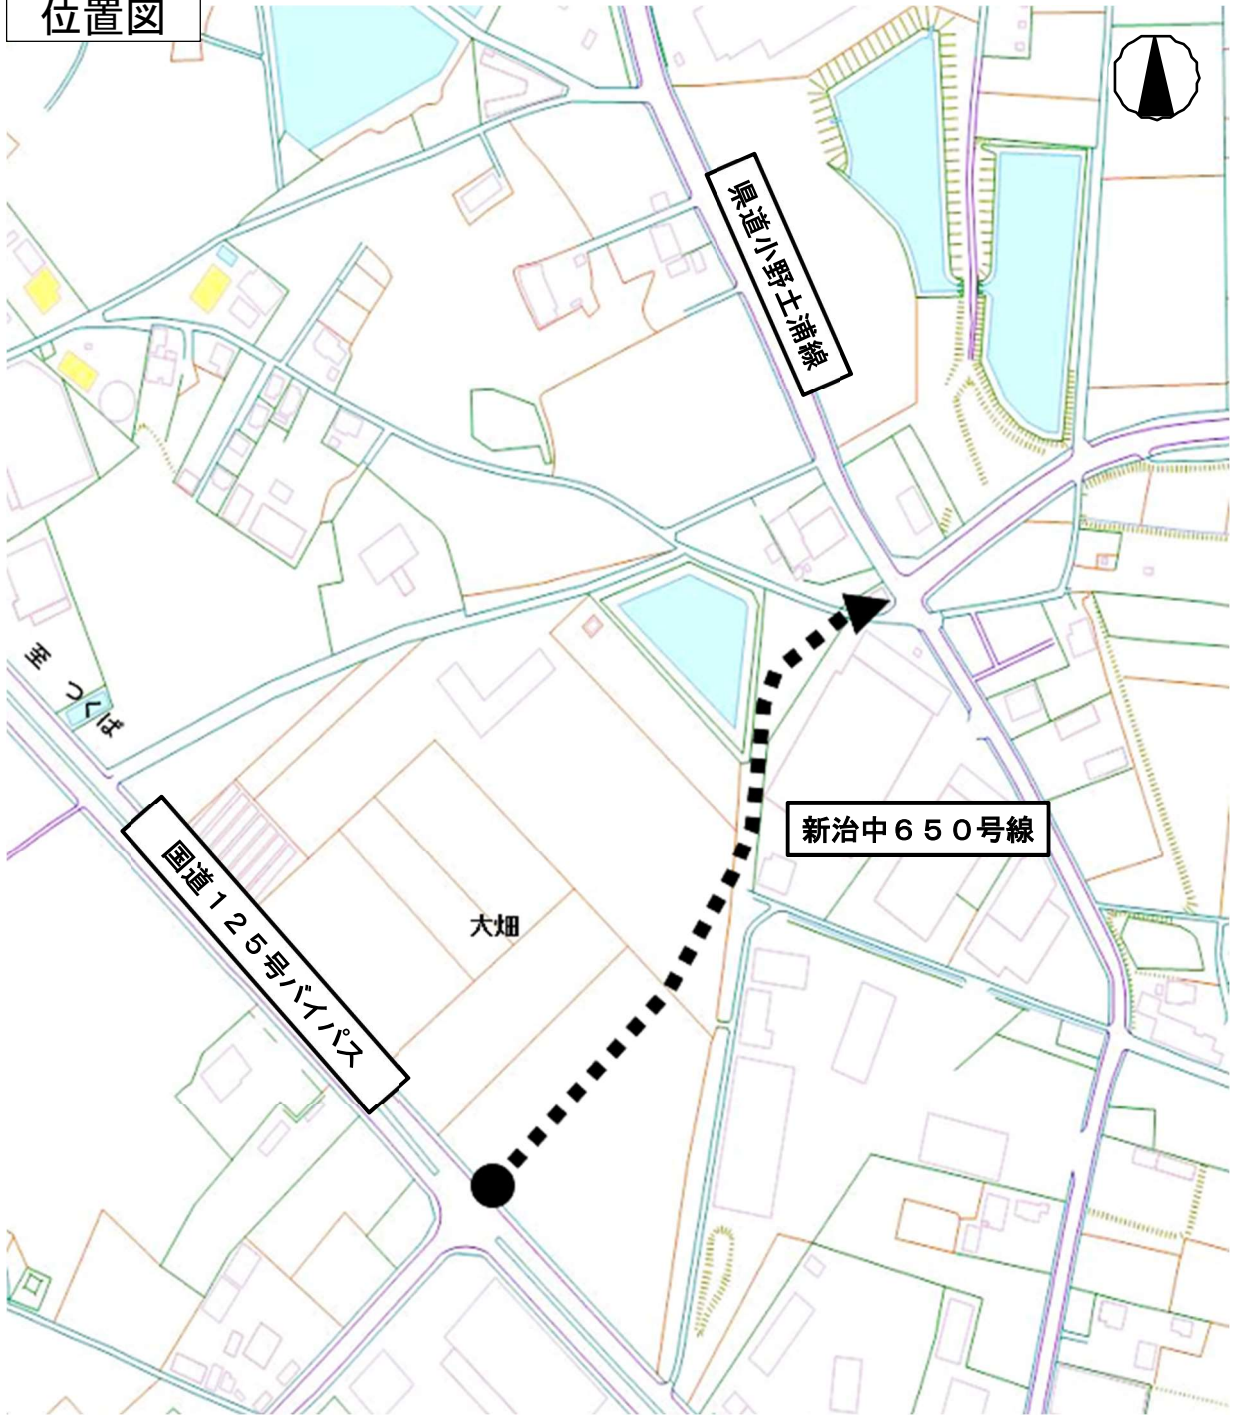 位置図
県道小野土浦線
至 つくば
新治中６５０号線
国道１２５号バイパス
大畑